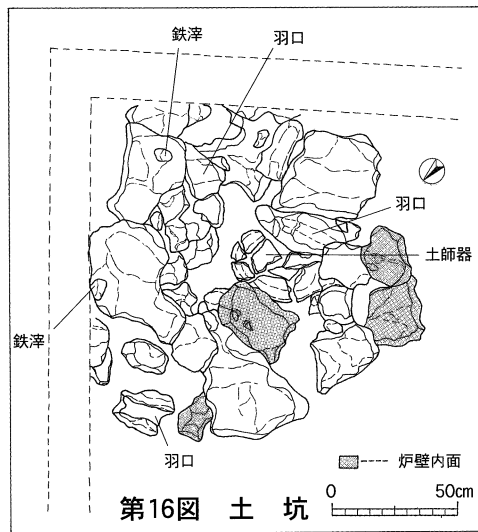 鉄滓
羽口
羽口
土師器
鉄滓
羽口
炉壁内面
0 50cm
第16図 土 坑